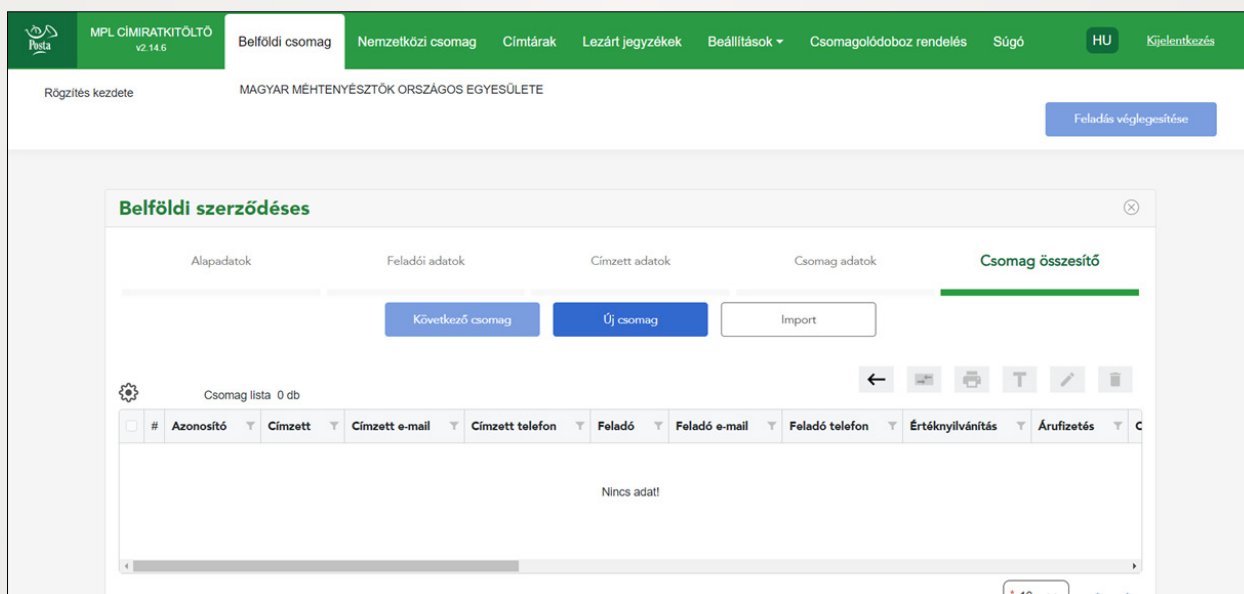 Posta
MPL CÍMIRATKITÖLTŐ
v2.14.6
Belföldi csomag
Nemzetközi csomag
Címtárak
Lezárt jegyzékek
Beállítások
Csomagolódoboz rendelés
Súgó
HU
Kijelentkezés
Rögzítés kezdete
MAGYAR MÉHTENYÉSZTŐK ORSZÁGOS EGYESÜLETE
Feladás véglegesítése
Belföldi szerződéses
Alapadatok
Feladói adatok
Címzett adatok
Csomag adatok
Csomag összesítő
Következő csomag
Új csomag
Import
Csomag lista 0 db
# Azonosító Címzett Címzett e-mail Címzett telefon Feladó Feladó e-mail Feladó telefon Értéknyilvánítás Árufizetés
Nincs adat!